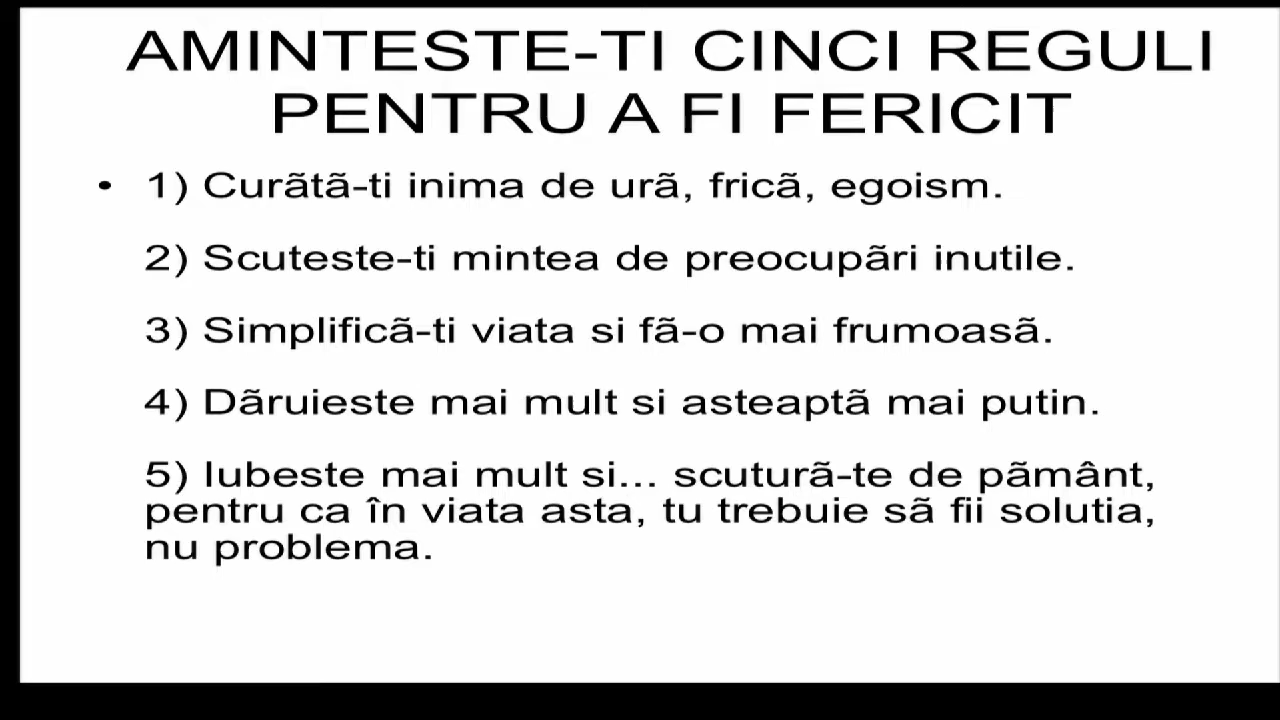 AMINTESTE-TI CINCI REGULI
PENTRU A FI FERICIT
• 1) Curãtã-ti inima de urã, fricã, egoism.
2) Scuteste-ti mintea de preocupãri inutile.
3) Simplificã-ti viata si fã-o mai frumoasã.
4) Dãruieste mai mult si asteaptã mai putin.
5) Iubeste mai mult si... scuturã-te de pãmânt,
pentru ca în viata asta, tu trebuie sã fii solutia,
nu problema.